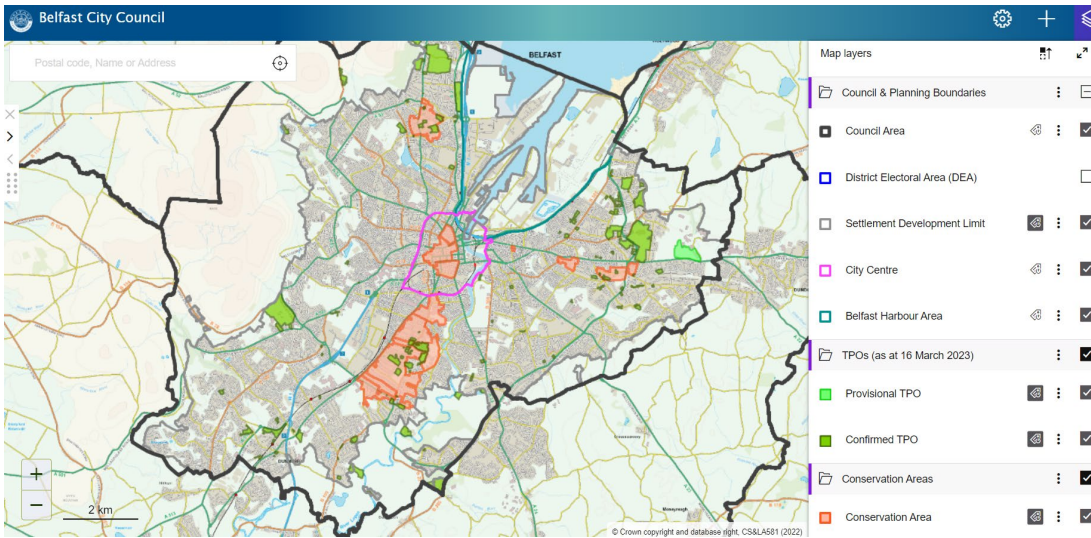 Belfast City Council
Postal code, Name or Address
BELFAST
Map layers
Council & Planning Boundaries
Council Area
District Electoral Area (DEA)
Settlement Development Limit
City Centre
Belfast Harbour Area
TPOs (as at 16 March 2023)
Provisional TPO
Confirmed TPO
Conservation Areas
Conservation Area
+
−
2 km
© Crown copyright and database right, CS&LA581 (2022)